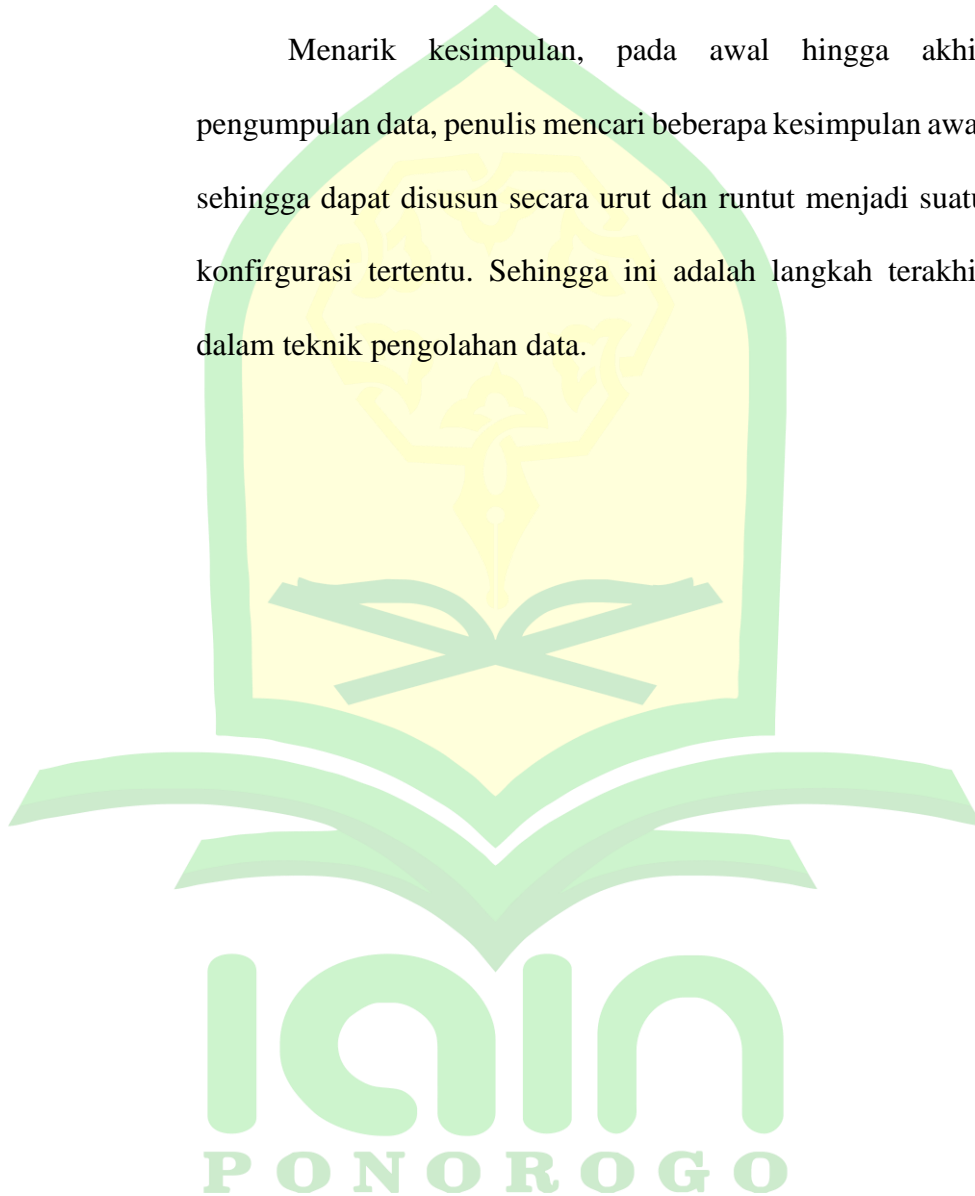 Menarik kesimpulan, pada awal hingga akhi
pengumpulan data, penulis mencari beberapa kesimpulan awa
sehingga dapat disusun secara urut dan runtut menjadi suatu
konfirgurasi tertentu. Sehingga ini adalah langkah terakhi
dalam teknik pengolahan data.
iain
PONOROGO